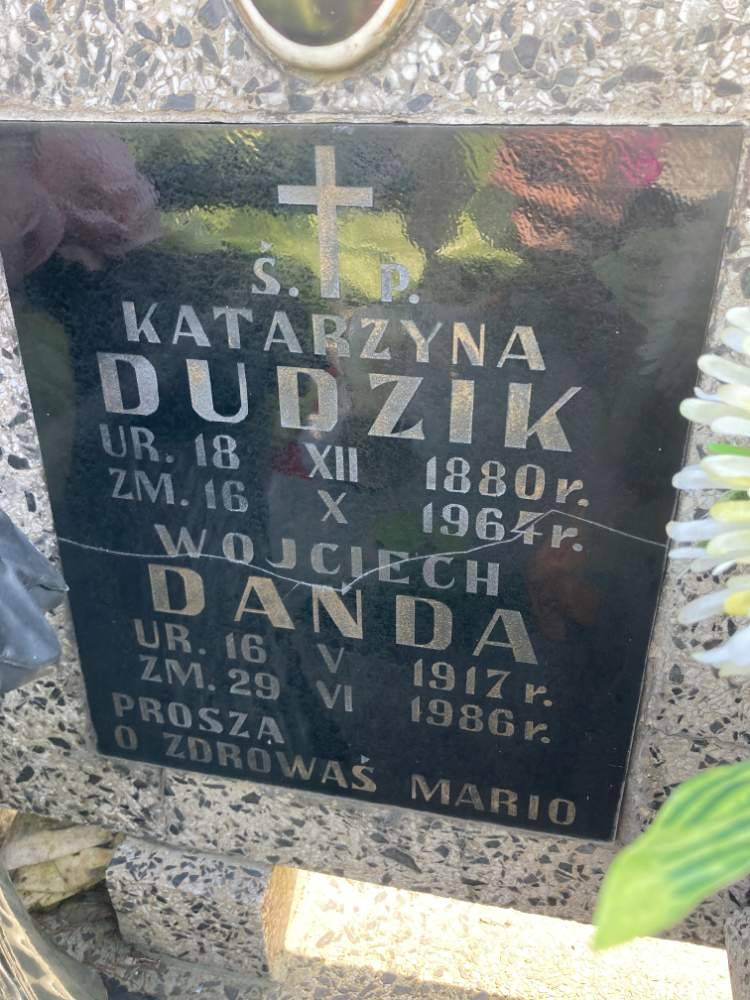 Ś. P.
KATARZYNA
DUDZIK
UR. 18 XII 1880 r.
ZM. 16 X 1964 r.
WOJCIECH
DANDA
UR. 16 V 1917 r.
ZM. 29 VI 1986 r.
PROSZĄ
O ZDROWAŚ MARIO